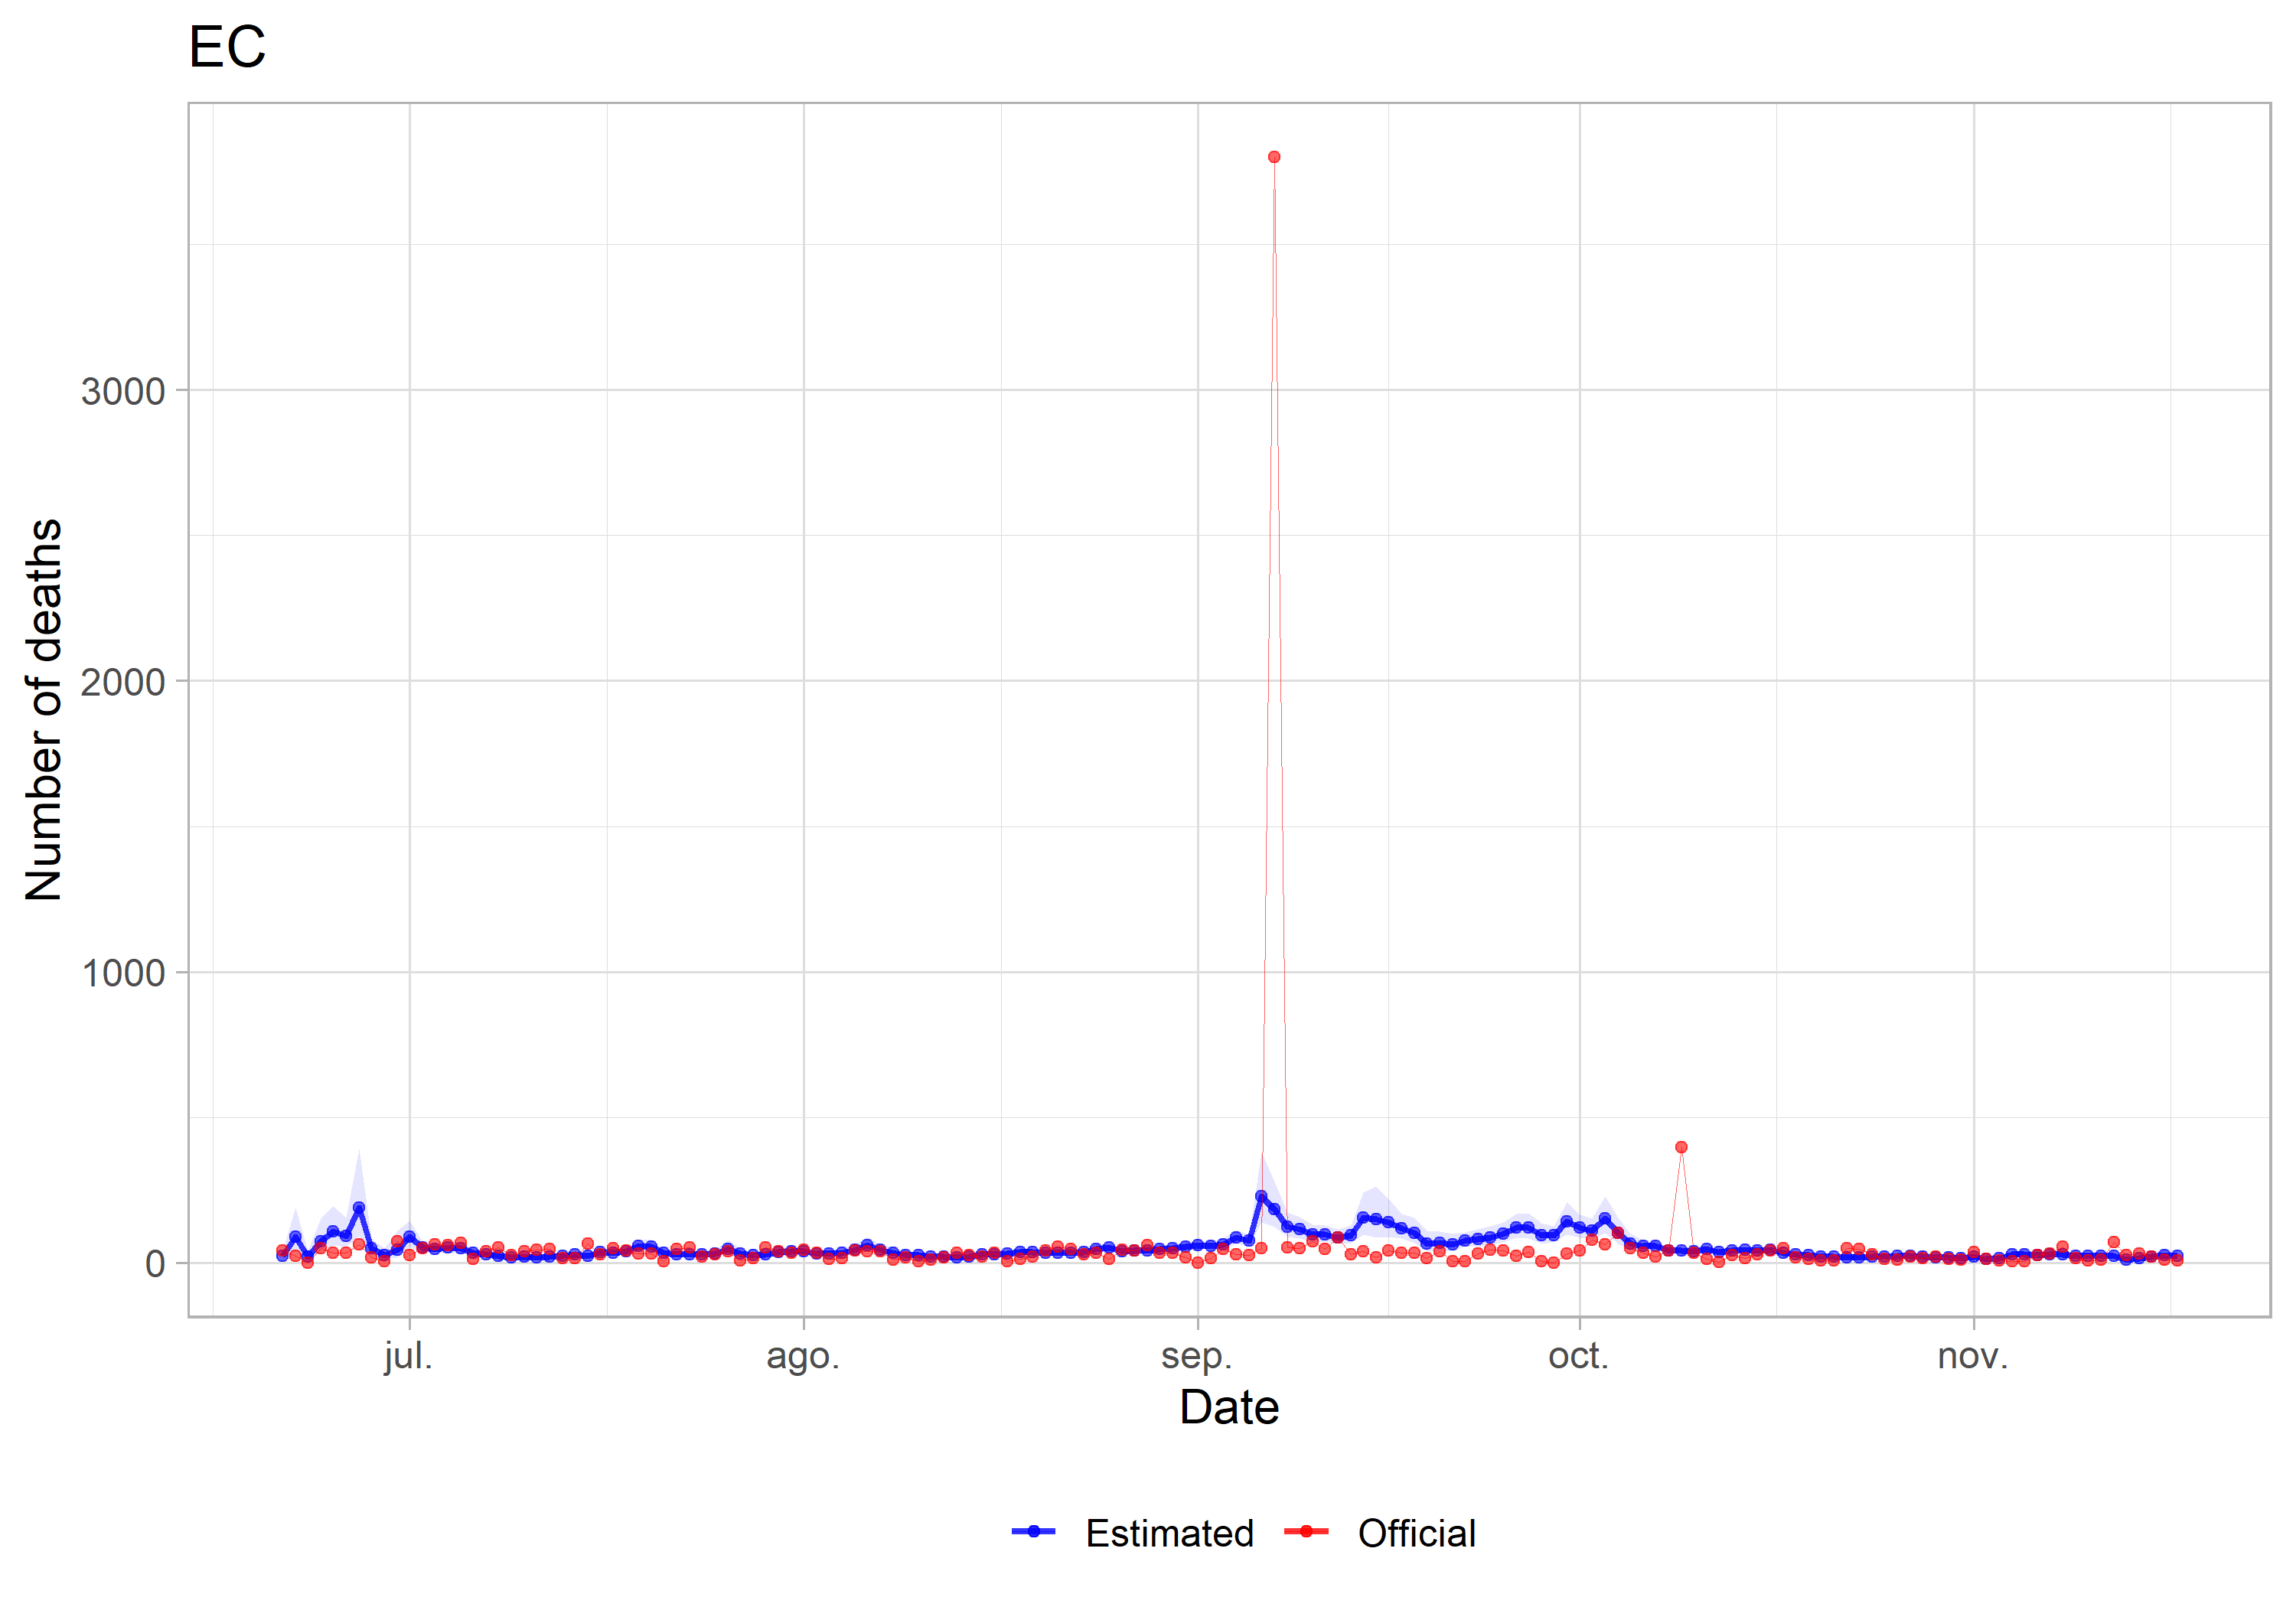 EC
Number of deaths
3000
2000
1000
0
jul.
ago.
sep.
oct.
nov.
Date
Estimated
Official